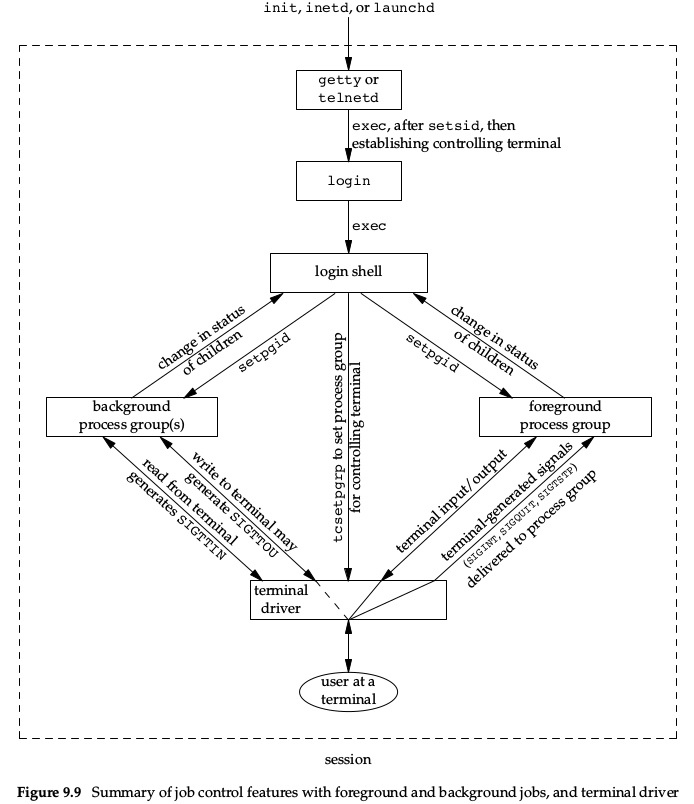 init, inetd, or launchd
getty or
telnetd
exec, after setsid, then
establishing controlling terminal
login
exec
login shell
change in status
of children
setpgid
tcsetpgrp to set process group
for controlling terminal
setpgid
change in status
of children
background
process group(s)
foreground
process group
read from terminal
generates SIGTTIN
write to terminal may
generate SIGTTOU
terminal input/output
terminal-generated signals
(SIGINT, SIGQUIT, SIGTSTP)
delivered to process group
terminal
driver
user at a
terminal
session
Figure 9.9 Summary of job control features with foreground and background jobs, and terminal driver